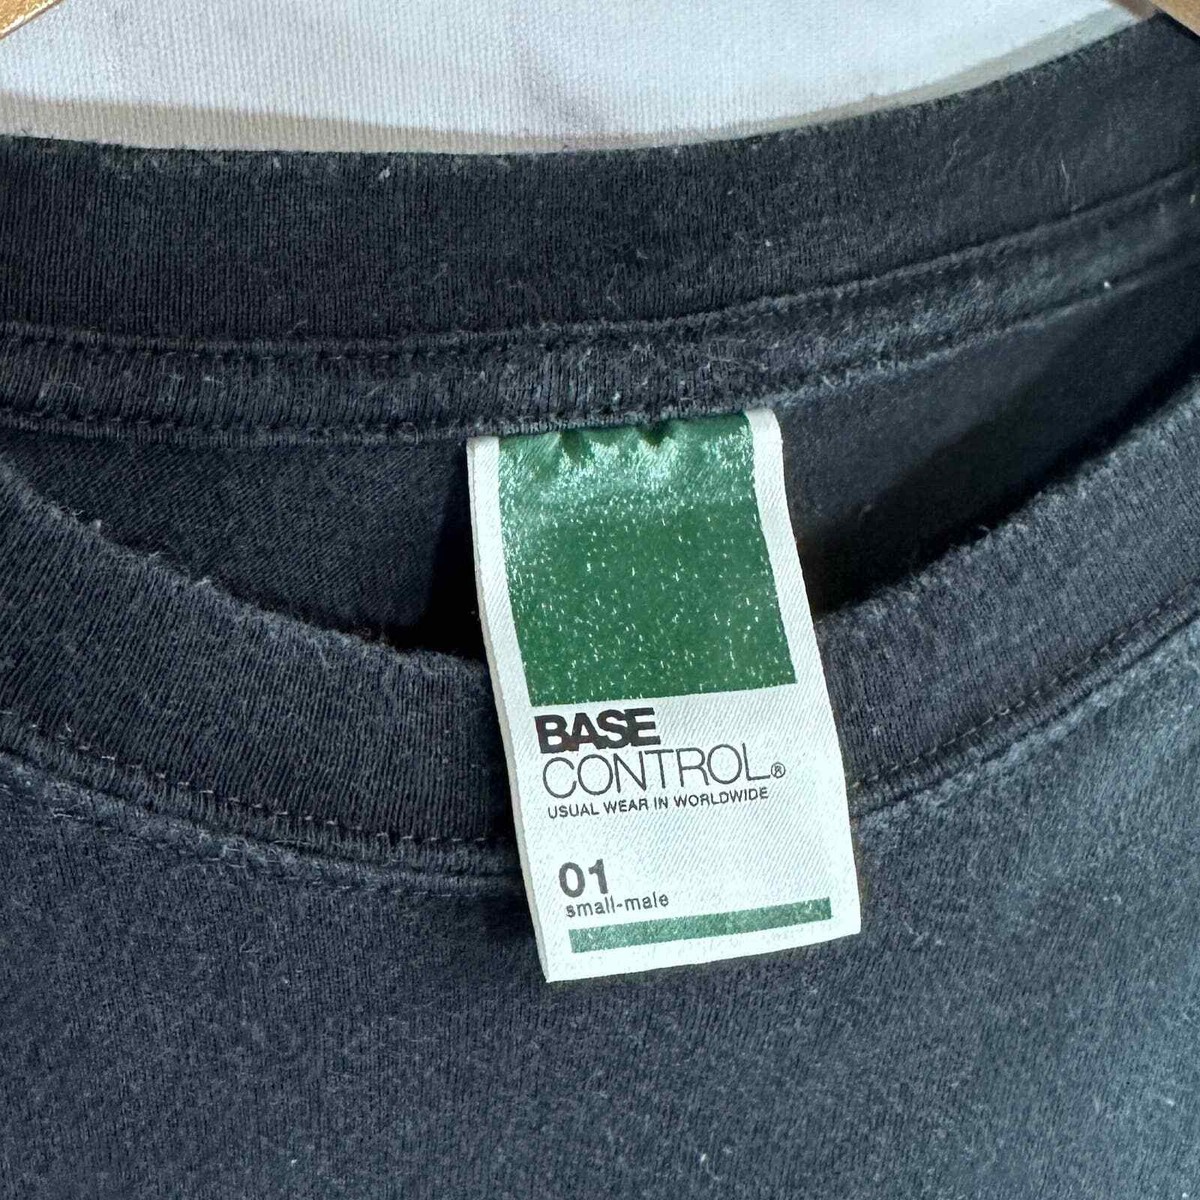 BASE
CONTROL®
USUAL WEAR IN WORLDWIDE
01
small-male